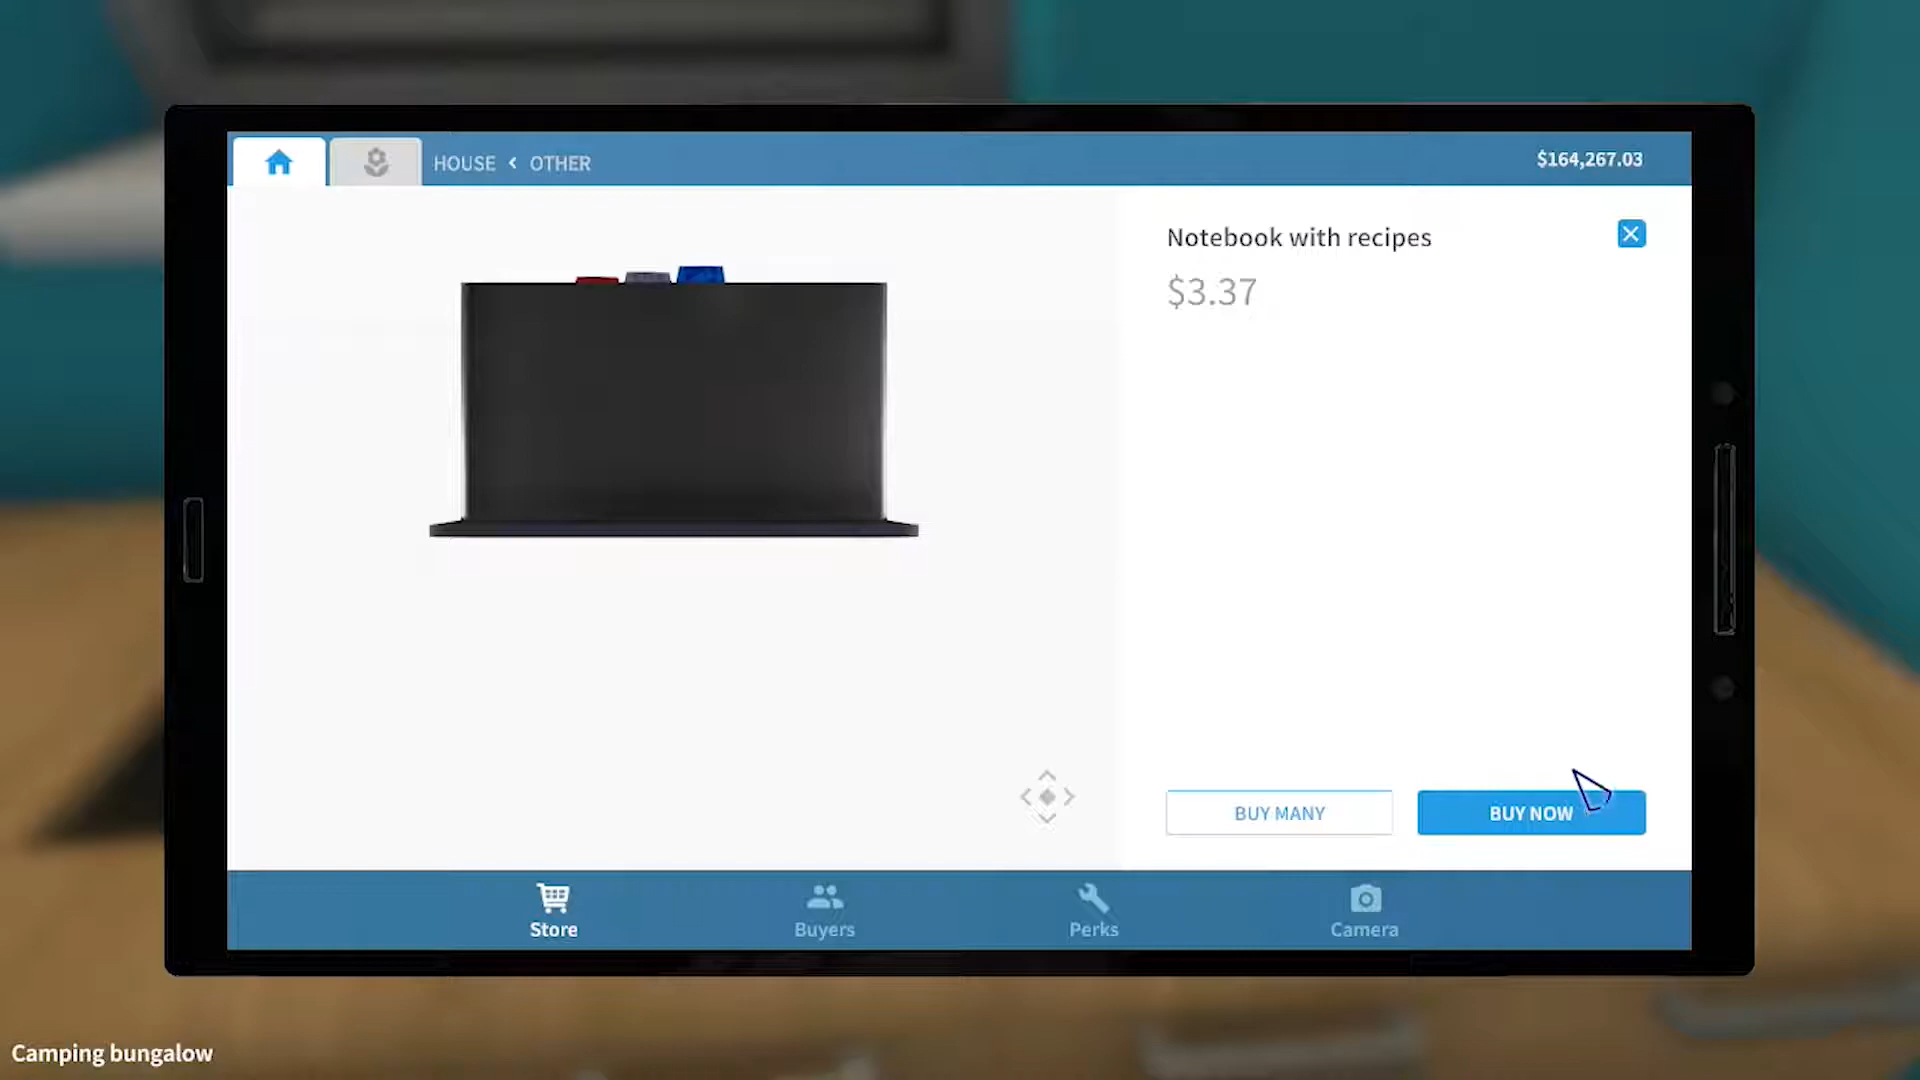 HOUSE < OTHER
$164,267.03
Notebook with recipes
$3.37
BUY MANY
BUY NOW
Store
Buyers
Perks
Camera
Camping bungalow